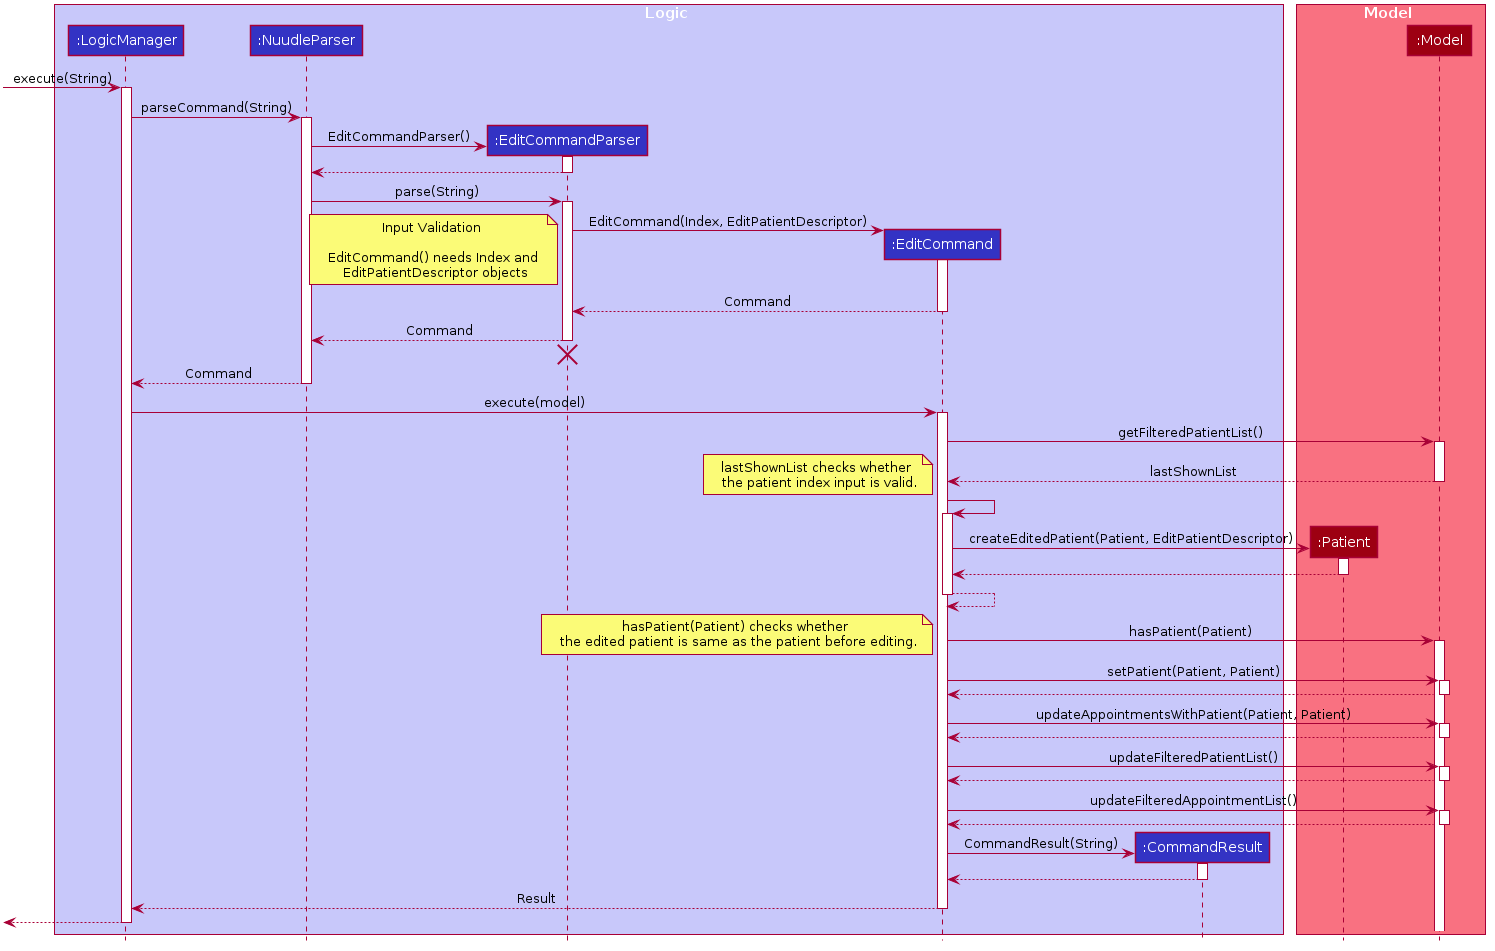 Logic
Model
:LogicManager
:NuudleParser
:Model
execute(String)
parseCommand(String)
EditCommandParser()
:EditCommandParser
parse(String)
Input Validation
EditCommand() needs Index and
EditPatientDescriptor objects
EditCommand(Index, EditPatientDescriptor)
:EditCommand
Command
Command
Command
execute(model)
getFilteredPatientList()
lastShownList checks whether
the patient index input is valid.
lastShownList
createEditedPatient(Patient, EditPatientDescriptor)
:Patient
hasPatient(Patient) checks whether
the edited patient is same as the patient before editing.
hasPatient(Patient)
setPatient(Patient, Patient)
updateAppointmentsWithPatient(Patient, Patient)
updateFilteredPatientList()
updateFilteredAppointmentList()
CommandResult(String)
:CommandResult
Result